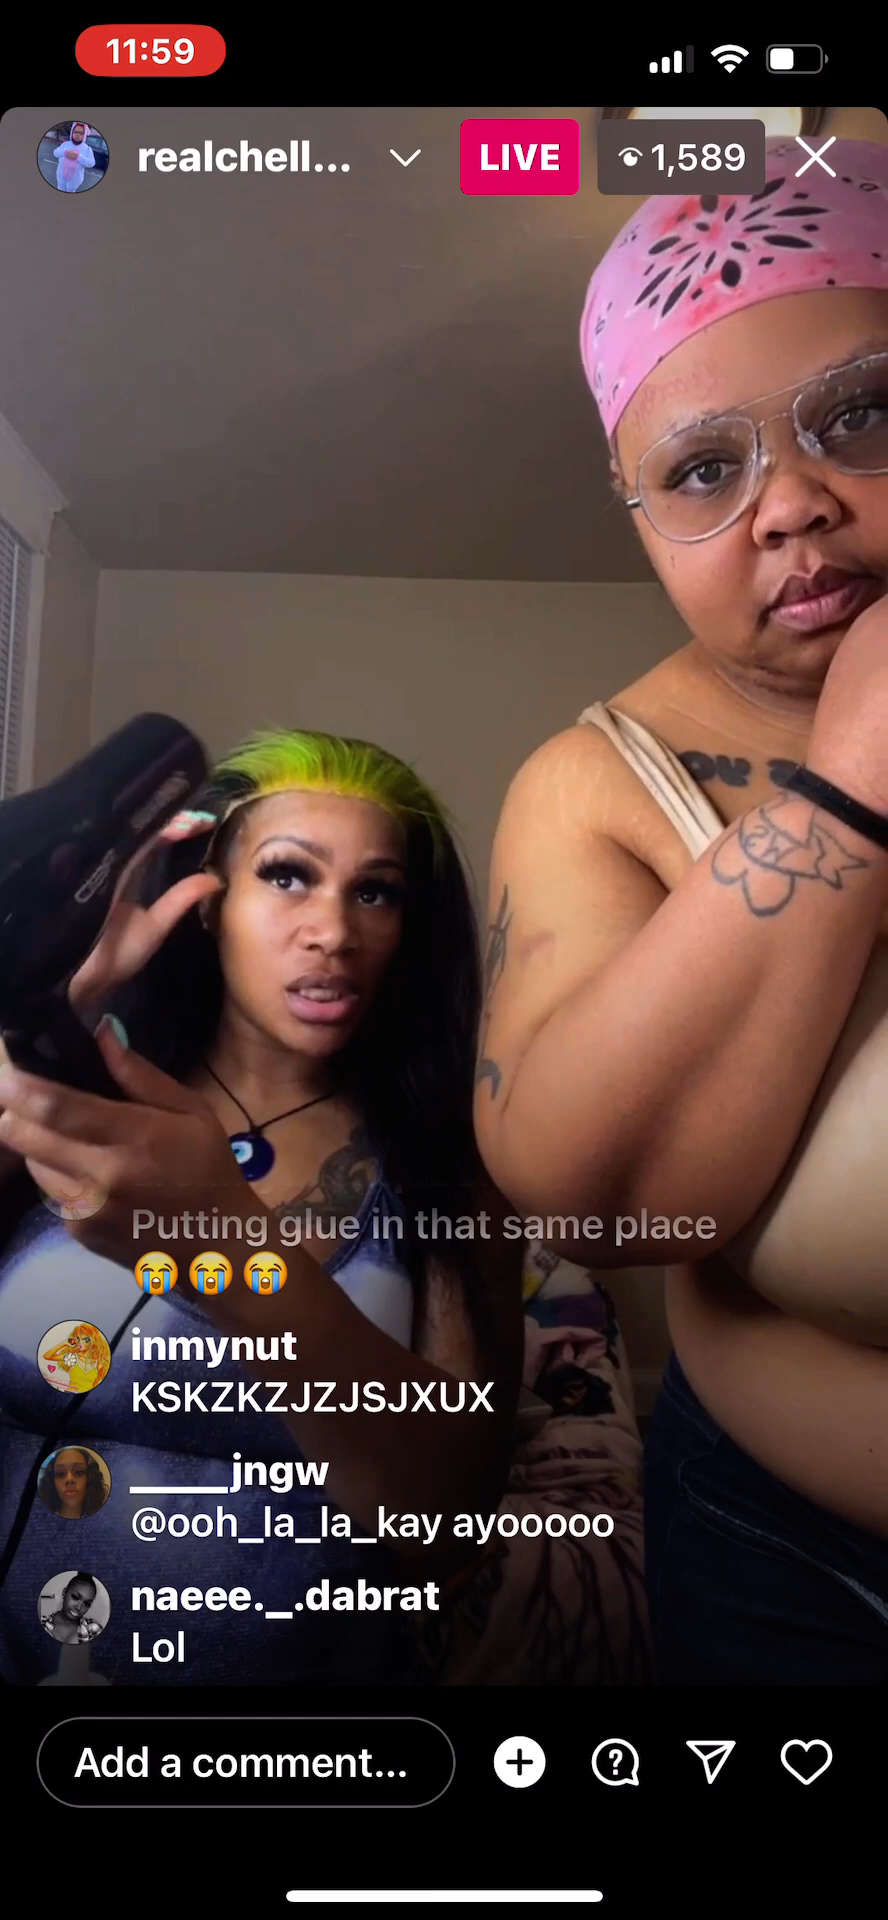 11:59
realchell...
LIVE
1,589
Putting glue in that same place
😭😭😭
inmynut
KSKZKZJZJSJXUX
_____jngw
@ooh_la_la_kay ayooooo
naeee._.dabrat
Lol
Add a comment...